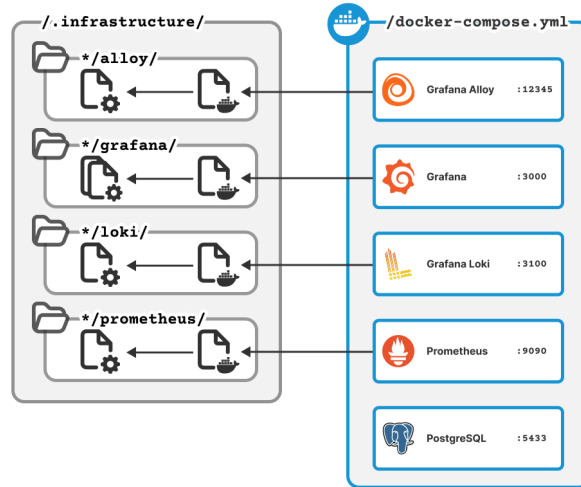 /.infrastructure/
/docker-compose.yml
*/alloy/
Grafana Alloy :12345
*/grafana/
Grafana :3000
*/loki/
Grafana Loki :3100
*/prometheus/
Prometheus :9090
PostgreSQL :5433